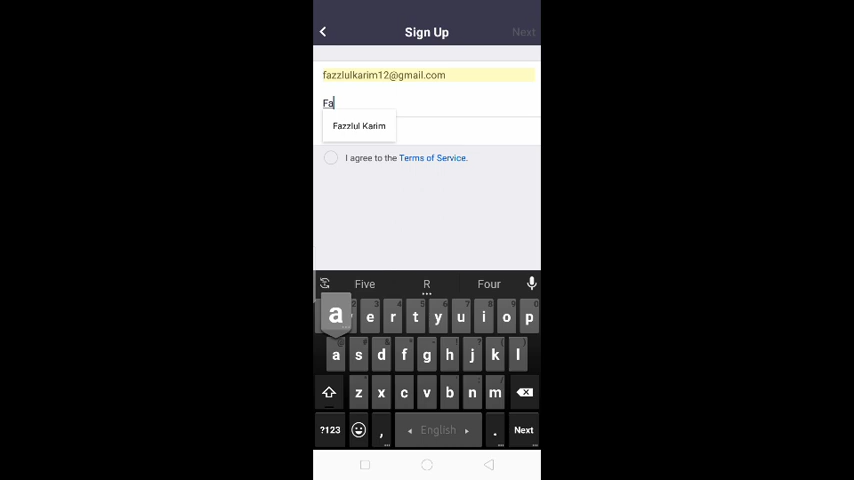 Sign Up
Next
fazzlulkarim12@gmail.com
Fa
Fazzlul Karim
I agree to the Terms of Service.
Five R Four
a e r t y u i o p
a s d f g h j k l
z x c v b n m
?123 , English . Next